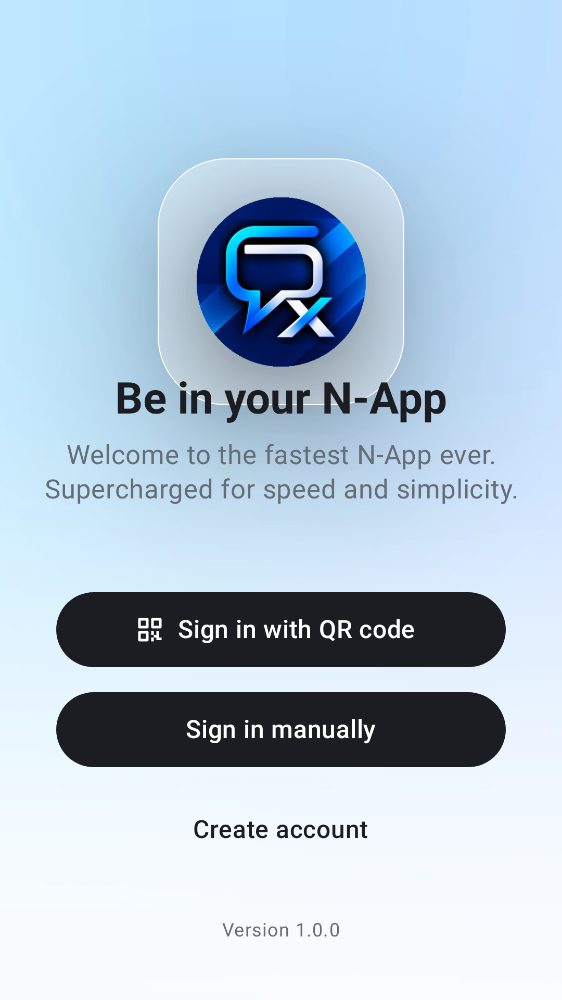 Be in your N-App
Welcome to the fastest N-App ever.
Supercharged for speed and simplicity.
Sign in with QR code
Sign in manually
Create account
Version 1.0.0